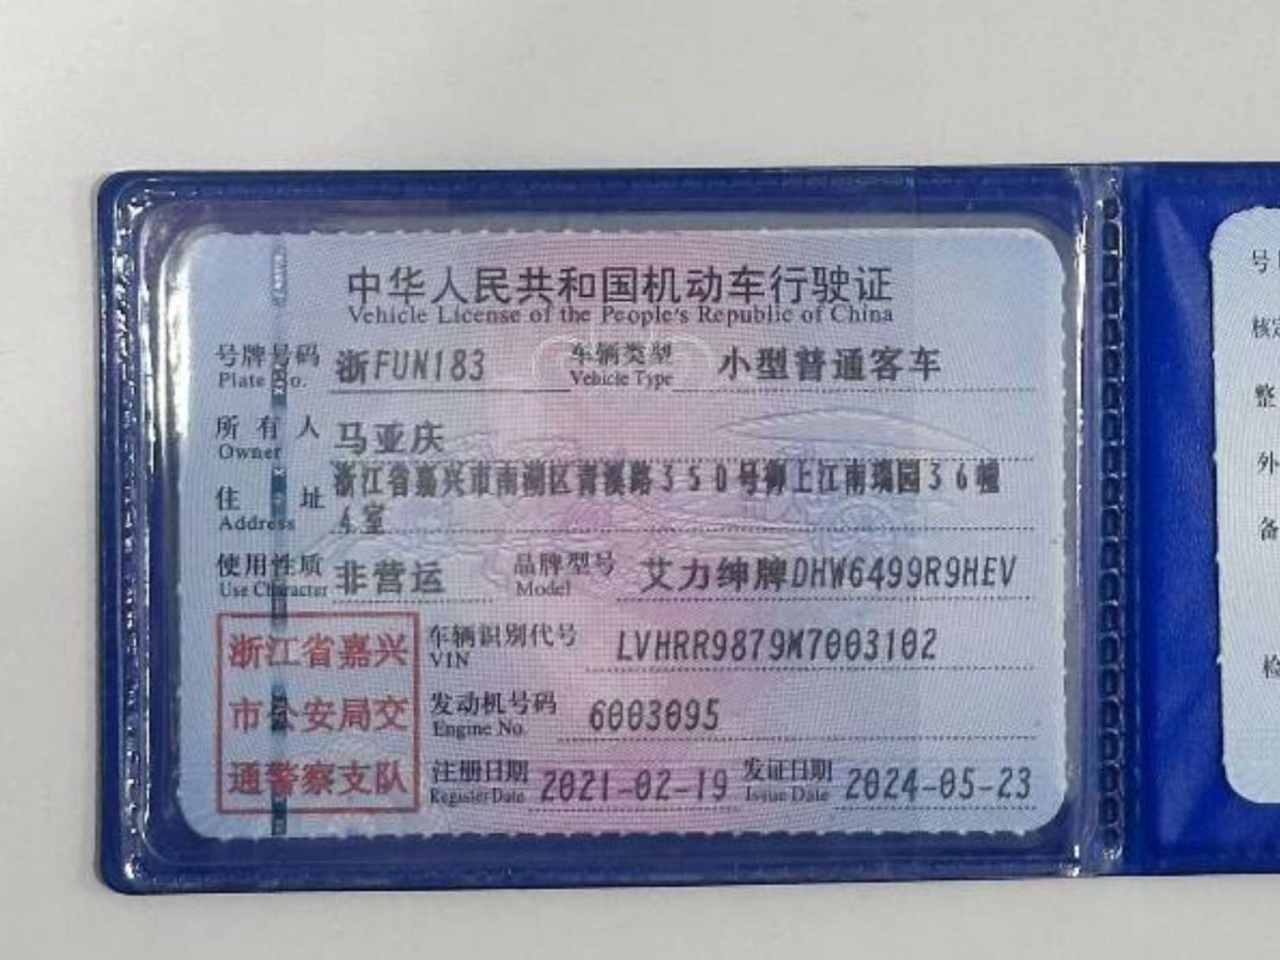 中华人民共和国机动车行驶证
Vehicle License of the People's Republic of China
号牌号码 浙FUN183 车辆类型 小型普通客车
Plate No. Vehicle Type
所有人 马亚庆
Owner
住址 浙江省嘉兴市南湖区青溪路350号御上江南瑞园36幢
Address 4室
使用性质 非营运 品牌型号 艾力绅牌DHW6499R9HEV
Use Character Model
浙江省嘉兴
市公安局交
通警察支队
车辆识别代号 LVHRR9879M7003102
VIN
发动机号码 6003095
Engine No.
注册日期 2021-02-19 发证日期 2024-05-23
Register Date Issue Date
号
核定
整
外
备
检